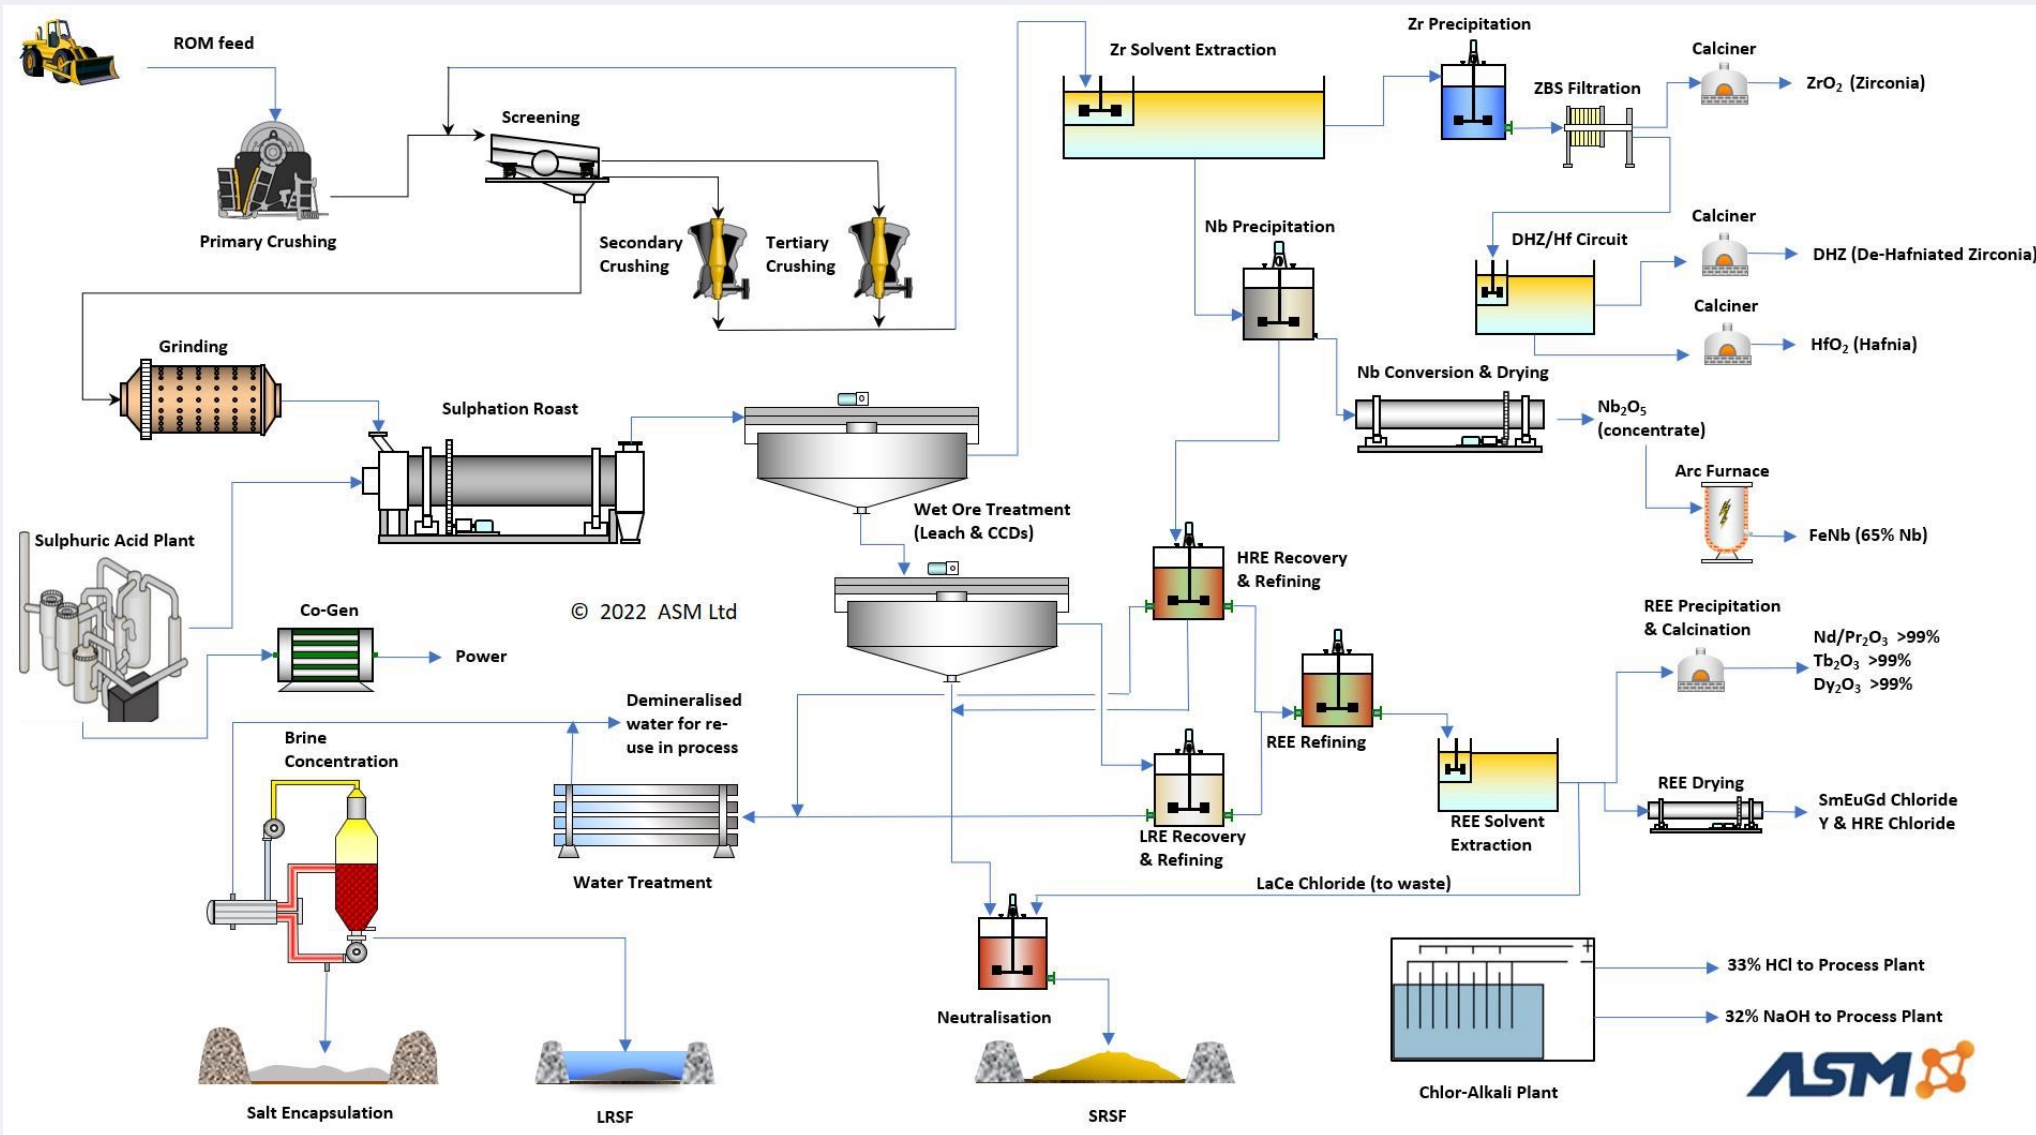 ROM feed
Primary Crushing
Screening
Secondary
Crushing
Tertiary
Crushing
Grinding
Sulphation Roast
Sulphuric Acid Plant
Co-Gen
Power
© 2022 ASM Ltd
Wet Ore Treatment
(Leach & CCDs)
Zr Solvent Extraction
Zr Precipitation
ZBS Filtration
Calciner
ZrO₂ (Zirconia)
Nb Precipitation
DHZ/Hf Circuit
Calciner
DHZ (De-Hafniated Zirconia)
Calciner
HfO₂ (Hafnia)
Nb Conversion & Drying
Nb₂O₅
(concentrate)
Arc Furnace
FeNb (65% Nb)
HRE Recovery
& Refining
REE Refining
REE Precipitation
& Calcination
Nd/Pr₂O₃ >99%
Tb₂O₃ >99%
Dy₂O₃ >99%
Demineralised
water for re-
use in process
Brine
Concentration
Water Treatment
LRE Recovery
& Refining
REE Solvent
Extraction
REE Drying
SmEuGd Chloride
Y & HRE Chloride
LaCe Chloride (to waste)
Neutralisation
+
−
33% HCl to Process Plant
32% NaOH to Process Plant
Chlor-Alkali Plant
Salt Encapsulation
LRSF
SRSF
ASM